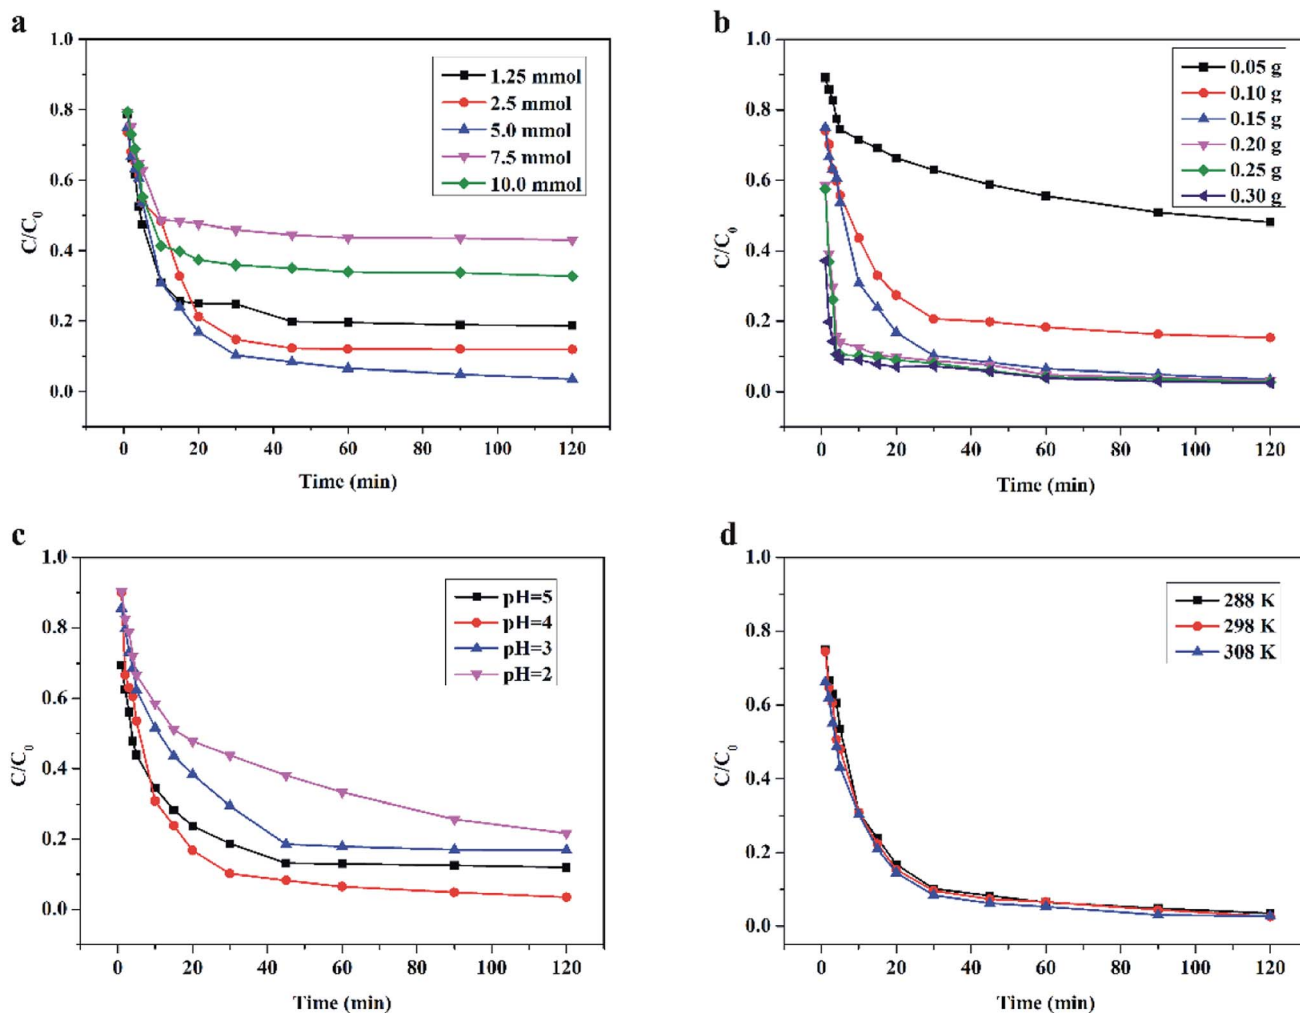 a
1.0
0.8
0.6
0.4
0.2
0.0
C/C0
0 20 40 60 80 100 120
Time (min)
1.25 mmol
2.5 mmol
5.0 mmol
7.5 mmol
10.0 mmol
b
1.0
0.8
0.6
0.4
0.2
0.0
C/C0
0 20 40 60 80 100 120
Time (min)
0.05 g
0.10 g
0.15 g
0.20 g
0.25 g
0.30 g
c
1.0
0.8
0.6
0.4
0.2
0.0
C/C0
0 20 40 60 80 100 120
Time (min)
pH=5
pH=4
pH=3
pH=2
d
1.0
0.8
0.6
0.4
0.2
0.0
C/C0
0 20 40 60 80 100 120
Time (min)
288 K
298 K
308 K